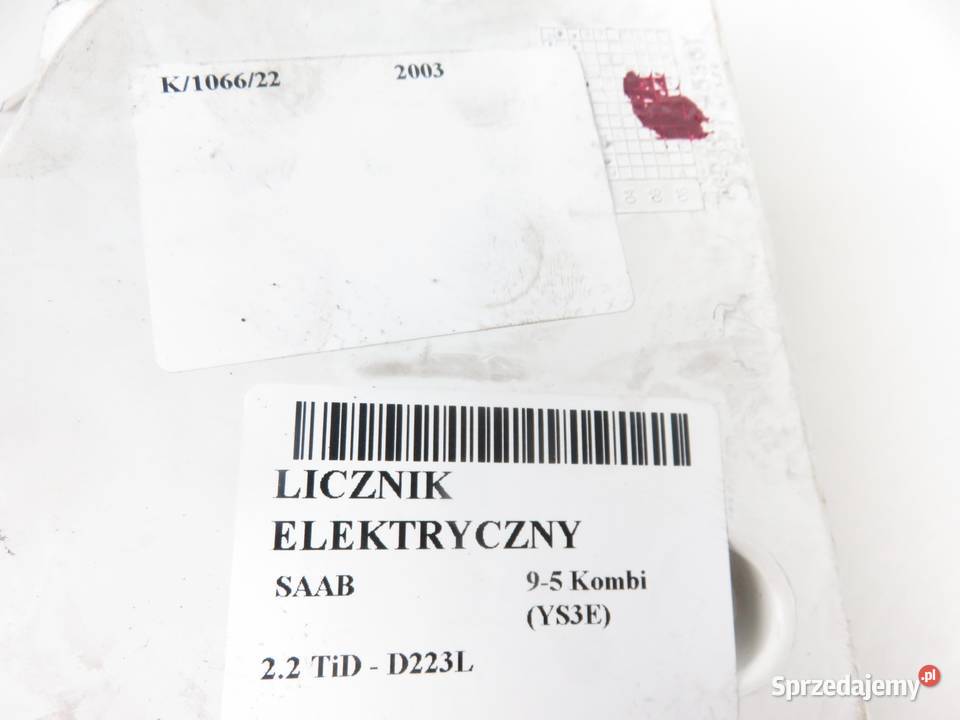 K/1066/22 2003
LICZNIK
ELEKTRYCZNY
SAAB 9-5 Kombi
(YS3E)
2.2 TiD - D223L
Sprzedajemy.pl